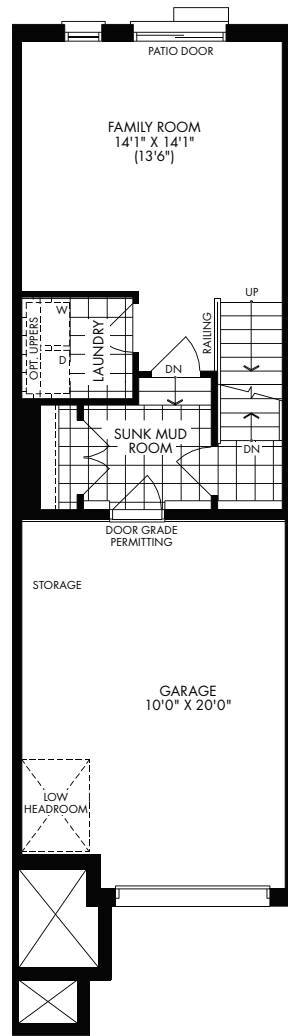 PATIO DOOR
FAMILY ROOM
14'1" X 14'1"
(13'6")
UP
OPT. UPPERS
W.
D.
LAUNDRY
RAILING
DN
SUNK MUD
ROOM
DN
DOOR GRADE
PERMITTING
STORAGE
GARAGE
10'0" X 20'0"
LOW
HEADROOM